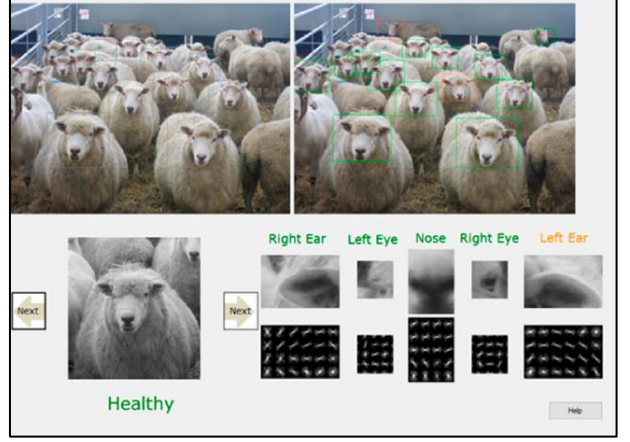 Right Ear Left Eye Nose Right Eye Left Ear
Next
Next
Healthy
Help